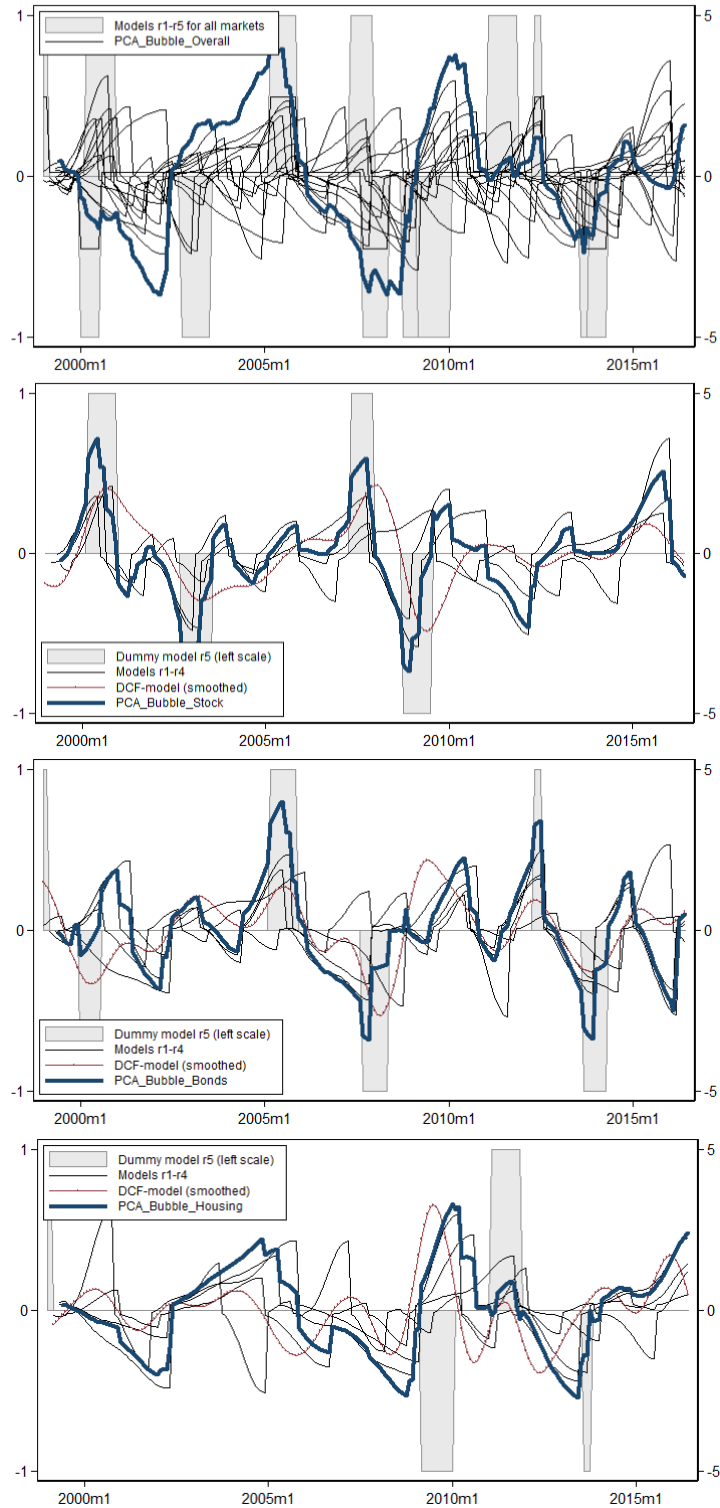 1
5
Models r1-r5 for all markets
PCA_Bubble_Overall
0
0
-1
-5
2000m1
2005m1
2010m1
2015m1
1
5
0
0
Dummy model r5 (left scale)
Models r1-r4
DCF-model (smoothed)
PCA_Bubble_Stock
-1
-5
2000m1
2005m1
2010m1
2015m1
1
5
0
0
Dummy model r5 (left scale)
Models r1-r4
DCF-model (smoothed)
PCA_Bubble_Bonds
-1
-5
2000m1
2005m1
2010m1
2015m1
1
5
Dummy model r5 (left scale)
Models r1-r4
DCF-model (smoothed)
PCA_Bubble_Housing
0
0
-1
-5
2000m1
2005m1
2010m1
2015m1